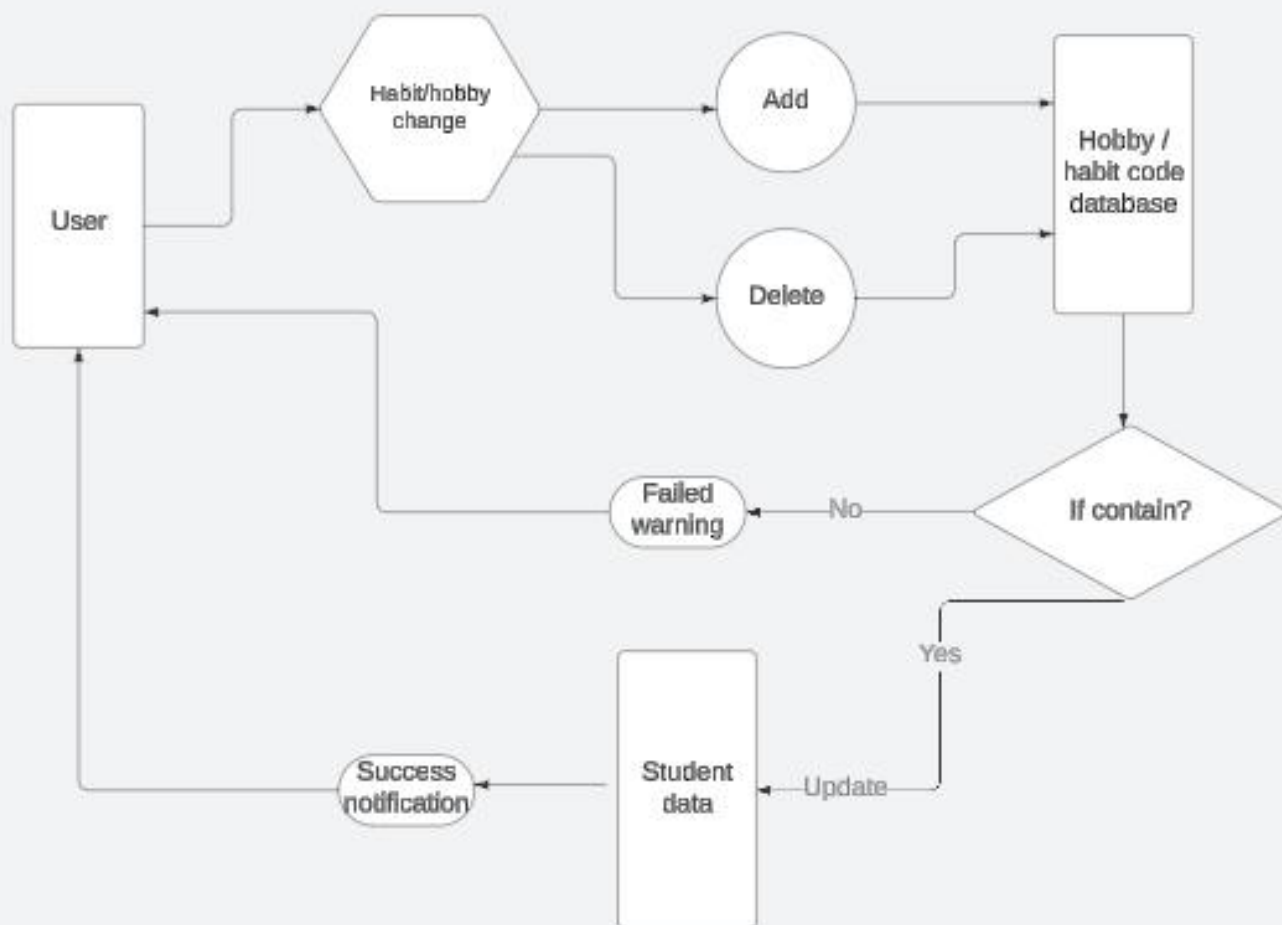 Habit/hobby
change
Add
Hobby /
habit code
database
User
Delete
Failed
warning
No
If contain?
Yes
Success
notification
Student
data
Update